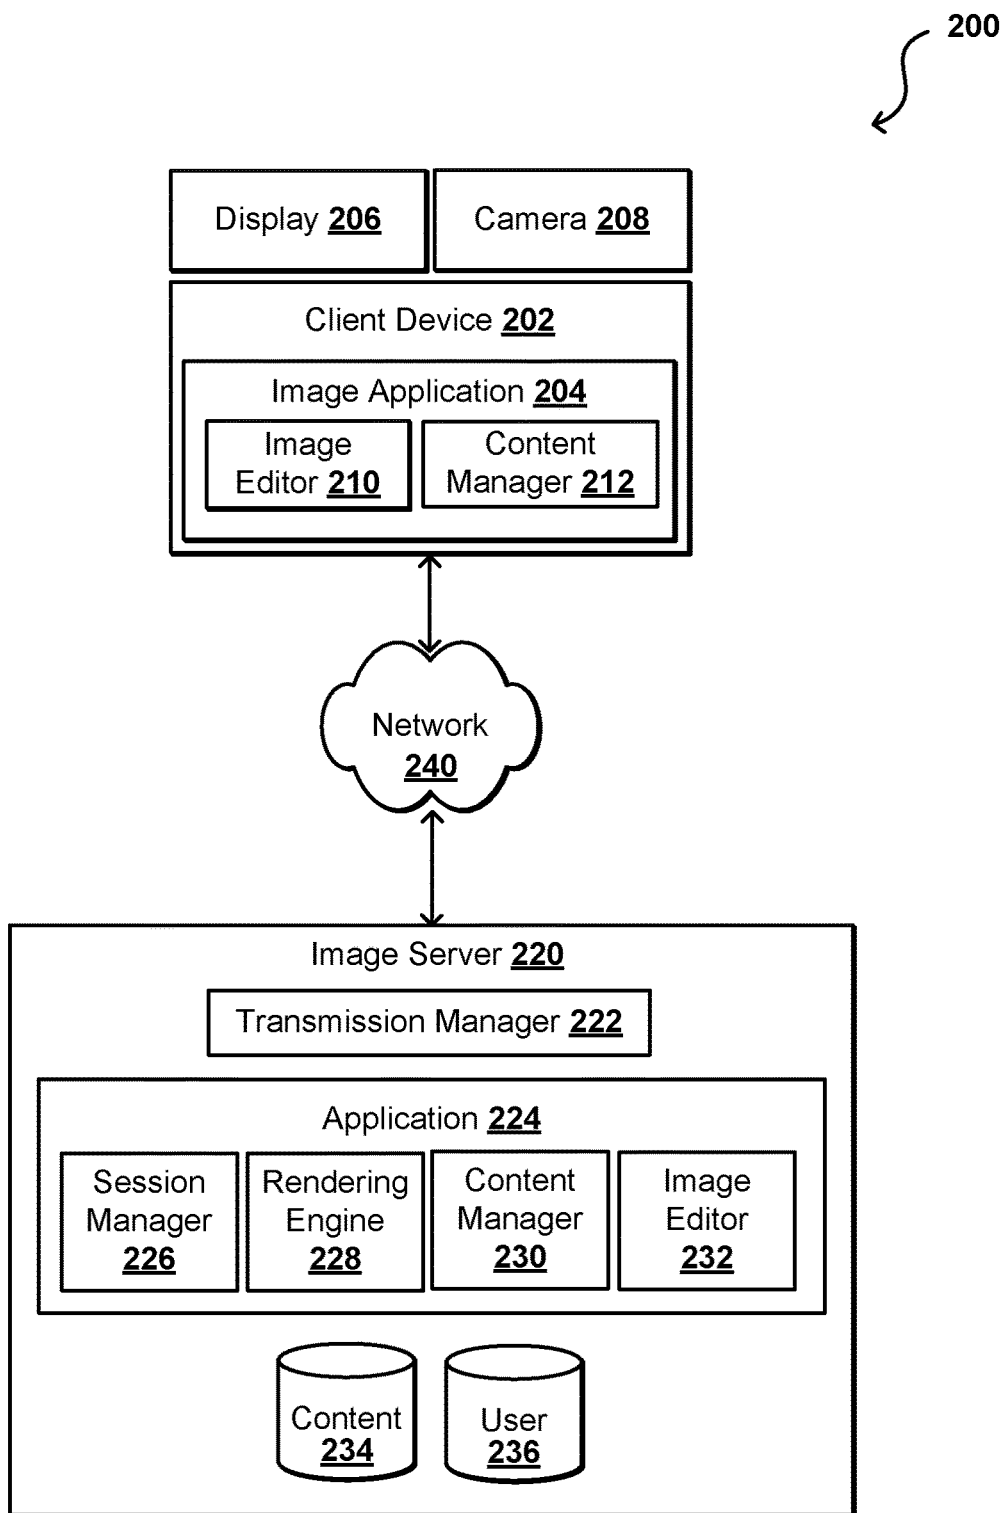 200
Display 206
Camera 208
Client Device 202
Image Application 204
Image
Editor 210
Content
Manager 212
Network
240
Image Server 220
Transmission Manager 222
Application 224
Session
Manager
226
Rendering
Engine
228
Content
Manager
230
Image
Editor
232
Content
234
User
236